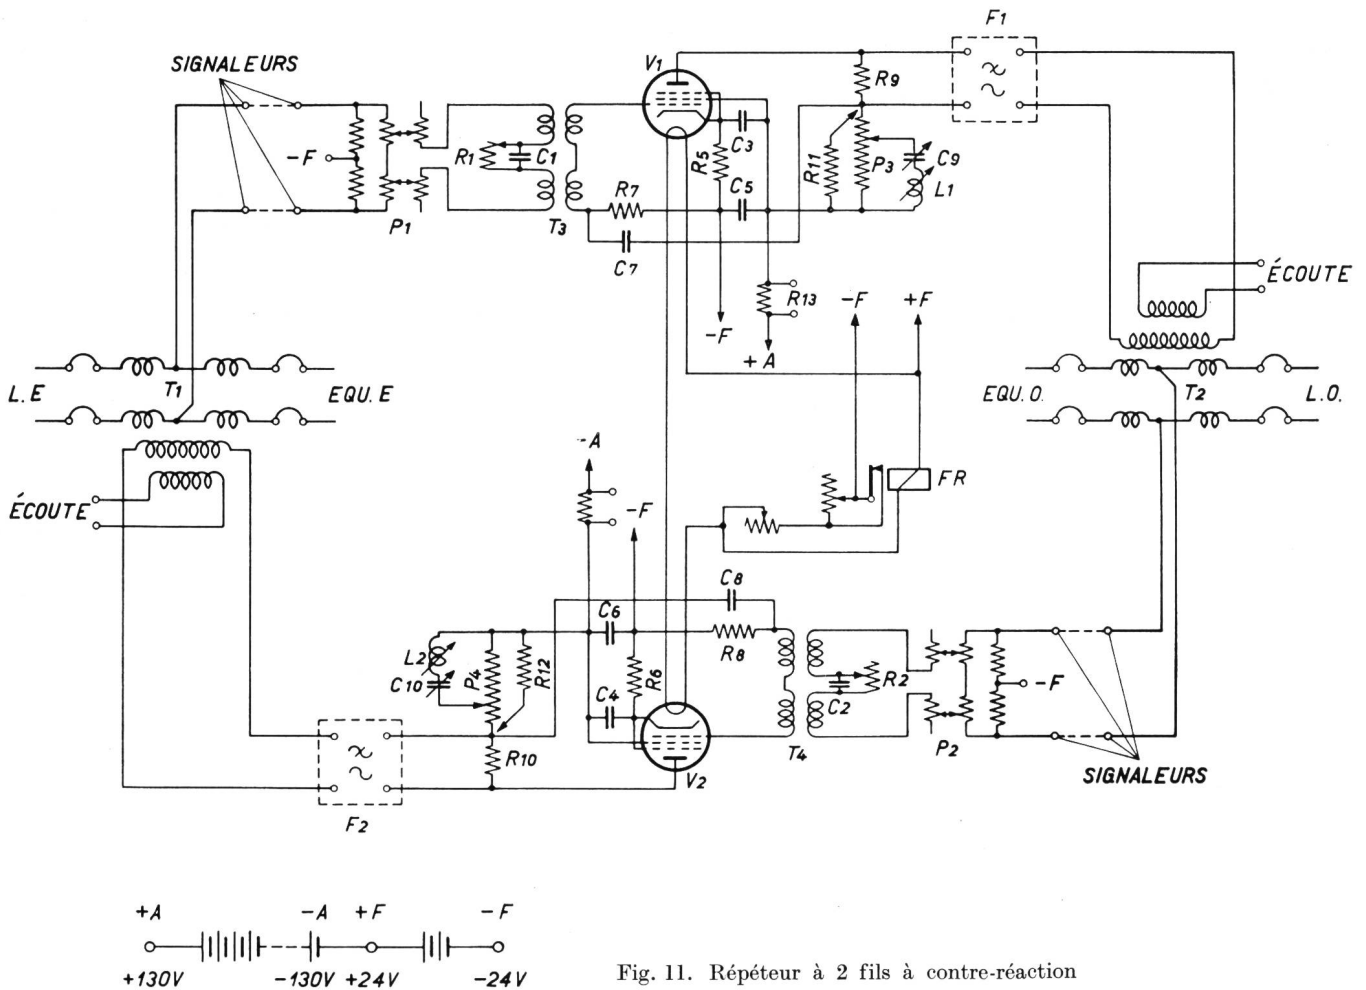 F1
SIGNALEURS
V1
R9
-F
R1
C1
C3
R5
R11
P3
C9
L1
P1
T3
R7
C5
C7
R13
ÉCOUTE
-F
+A
-F
+F
L.E
T1
EQU.E
EQU.O.
T2
L.O.
-A
FR
ÉCOUTE
-F
C8
C6
R8
L2
C10
P4
R12
R6
C4
R2
C2
-F
R10
T4
P2
V2
SIGNALEURS
F2
+A
-A
+F
-F
+130V
-130V
+24V
-24V
Fig. 11. Répéteur à 2 fils à contre-réaction